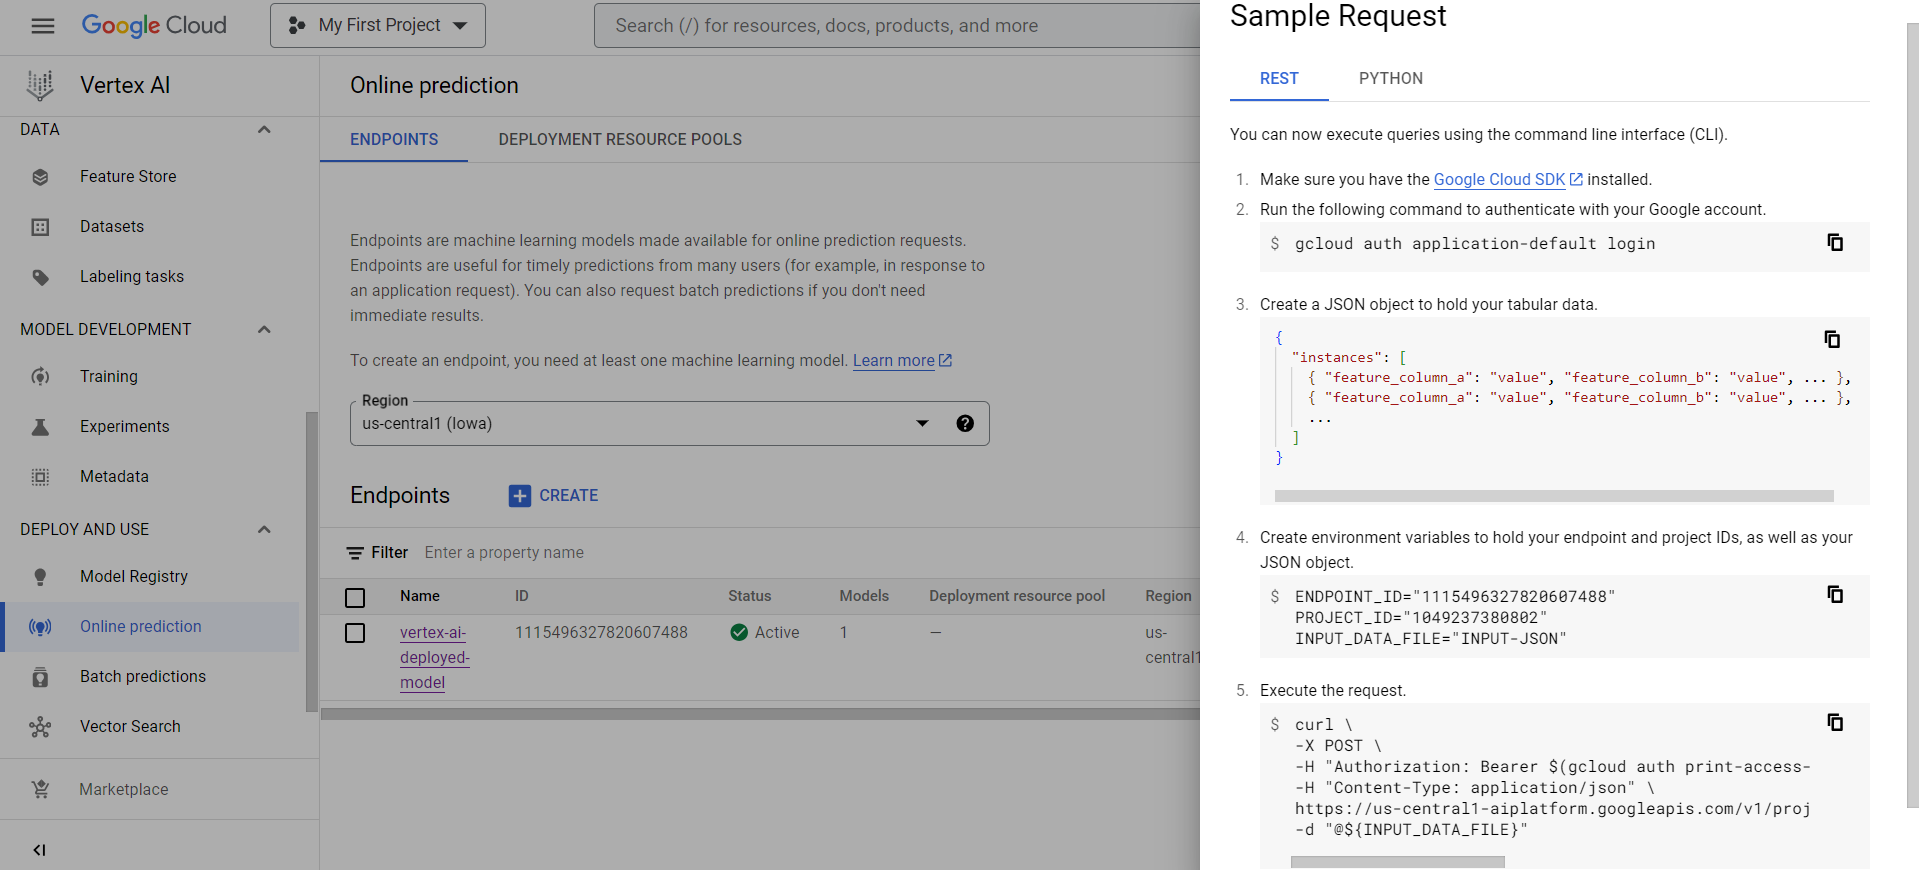 Google Cloud
My First Project
Search (/) for resources, docs, products, and more
Vertex AI
DATA
Feature Store
Datasets
Labeling tasks
MODEL DEVELOPMENT
Training
Experiments
Metadata
DEPLOY AND USE
Model Registry
Online prediction
Batch predictions
Vector Search
Marketplace
Online prediction
ENDPOINTS
DEPLOYMENT RESOURCE POOLS
Endpoints are machine learning models made available for online prediction requests.
Endpoints are useful for timely predictions from many users (for example, in response to
an application request). You can also request batch predictions if you don't need
immediate results.
To create an endpoint, you need at least one machine learning model. Learn more
Region
us-central1 (Iowa)
Endpoints
CREATE
Filter Enter a property name
Name ID Status Models Deployment resource pool Region
vertex-ai- 1115496327820607488 Active 1 — us-
deployed- central1
model
Sample Request
REST
PYTHON
You can now execute queries using the command line interface (CLI).
1. Make sure you have the Google Cloud SDK installed.
2. Run the following command to authenticate with your Google account.
$ gcloud auth application-default login
3. Create a JSON object to hold your tabular data.
{
"instances": [
{ "feature_column_a": "value", "feature_column_b": "value", ... },
{ "feature_column_a": "value", "feature_column_b": "value", ... },
...
]
}
4. Create environment variables to hold your endpoint and project IDs, as well as your
JSON object.
$ ENDPOINT_ID="1115496327820607488"
PROJECT_ID="1049237380802"
INPUT_DATA_FILE="INPUT-JSON"
5. Execute the request.
$ curl \
-X POST \
-H "Authorization: Bearer $(gcloud auth print-access-
-H "Content-Type: application/json" \
https://us-central1-aiplatform.googleapis.com/v1/proj
-d "@${INPUT_DATA_FILE}"